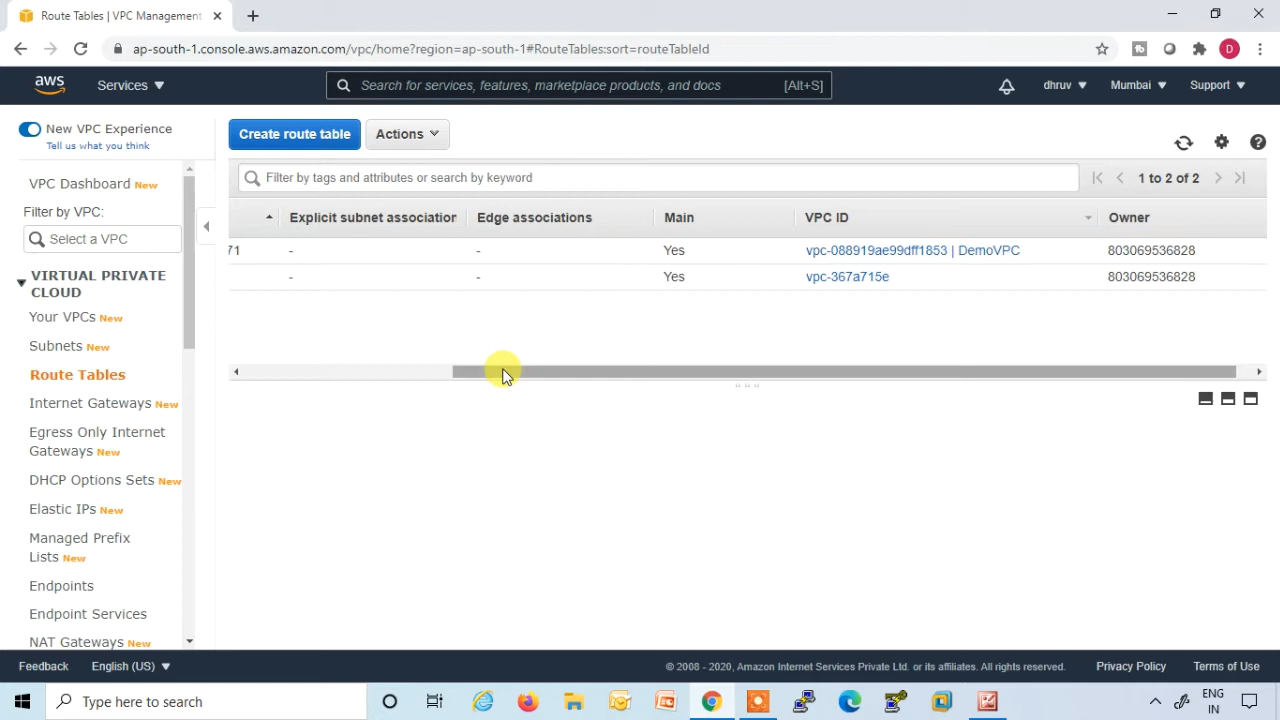 Route Tables | VPC Management
ap-south-1.console.aws.amazon.com/vpc/home?region=ap-south-1#RouteTables:sort=routeTableId
D
aws
Services
Search for services, features, marketplace products, and docs
[Alt+S]
dhruv
Mumbai
Support
New VPC Experience
Tell us what you think
Create route table
Actions
VPC Dashboard New
Filter by VPC:
Select a VPC
VIRTUAL PRIVATE
CLOUD
Your VPCs New
Subnets New
Route Tables
Internet Gateways New
Egress Only Internet
Gateways New
DHCP Options Sets New
Elastic IPs New
Managed Prefix
Lists New
Endpoints
Endpoint Services
NAT Gateways New
Filter by tags and attributes or search by keyword
1 to 2 of 2
Explicit subnet association Edge associations Main VPC ID Owner
71 - - Yes vpc-088919ae99dff1853 | DemoVPC 803069536828
- - Yes vpc-367a715e 803069536828
Feedback
English (US)
© 2008 - 2020, Amazon Internet Services Private Ltd. or its affiliates. All rights reserved.
Privacy Policy
Terms of Use
Type here to search
ENG
IN